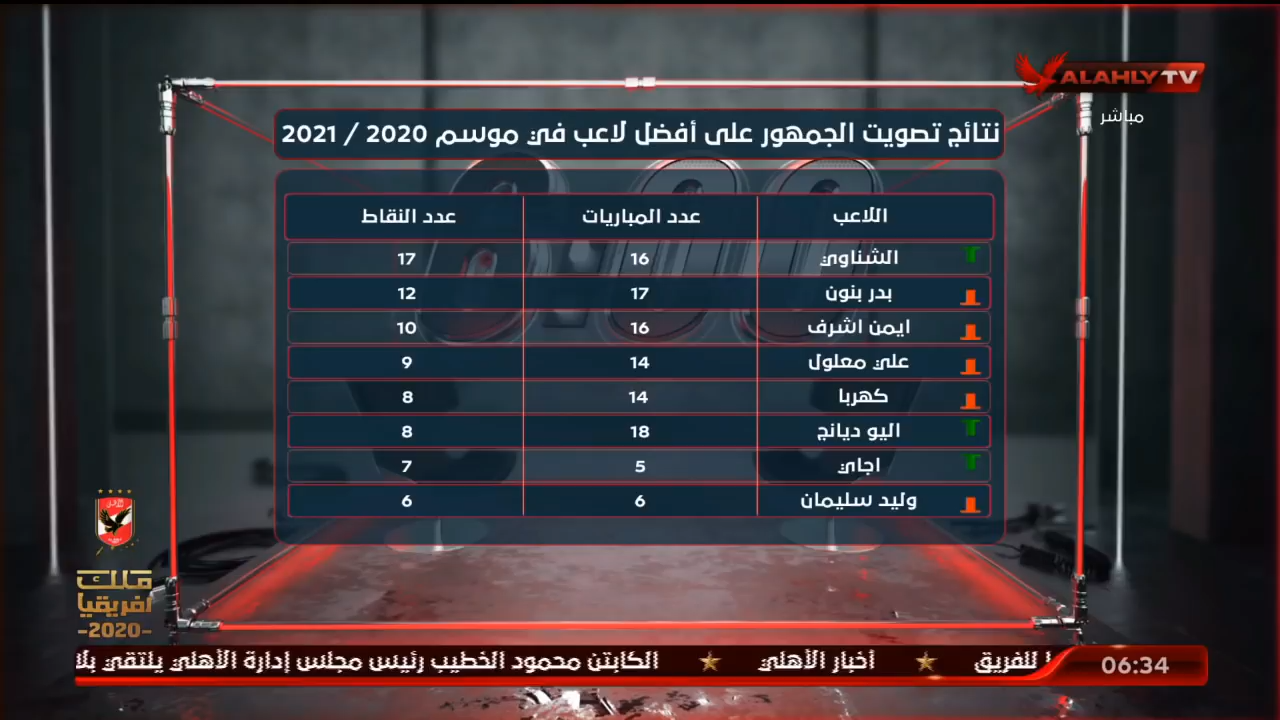 ALAHLY TV
مباشر
نتائج تصويت الجمهور على أفضل لاعب في موسم 2020 / 2021
اللاعب عدد المباريات عدد النقاط
الشناوي 16 17
بدر بنون 17 12
ايمن اشرف 16 10
علي معلول 14 9
كهربا 14 8
اليو ديانج 18 8
اجاي 5 7
وليد سليمان 6 6
ملك
افريقيا
-2020-
للفريق ★ أخبار الأهلي ★ الكابتن محمود الخطيب رئيس مجلس إدارة الأهلي يلتقي
06:34